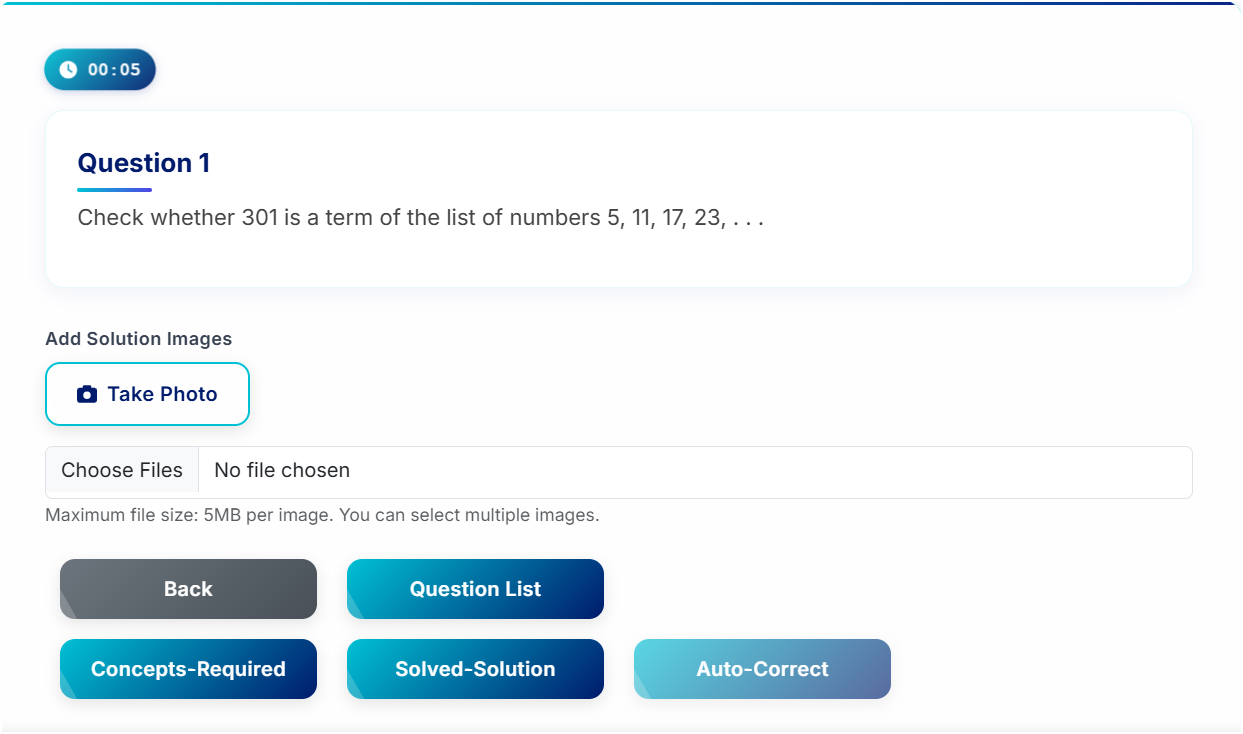 00:05
Question 1
Check whether 301 is a term of the list of numbers 5, 11, 17, 23, . . .
Add Solution Images
Take Photo
Choose Files No file chosen
Maximum file size: 5MB per image. You can select multiple images.
Back Question List
Concepts-Required Solved-Solution Auto-Correct